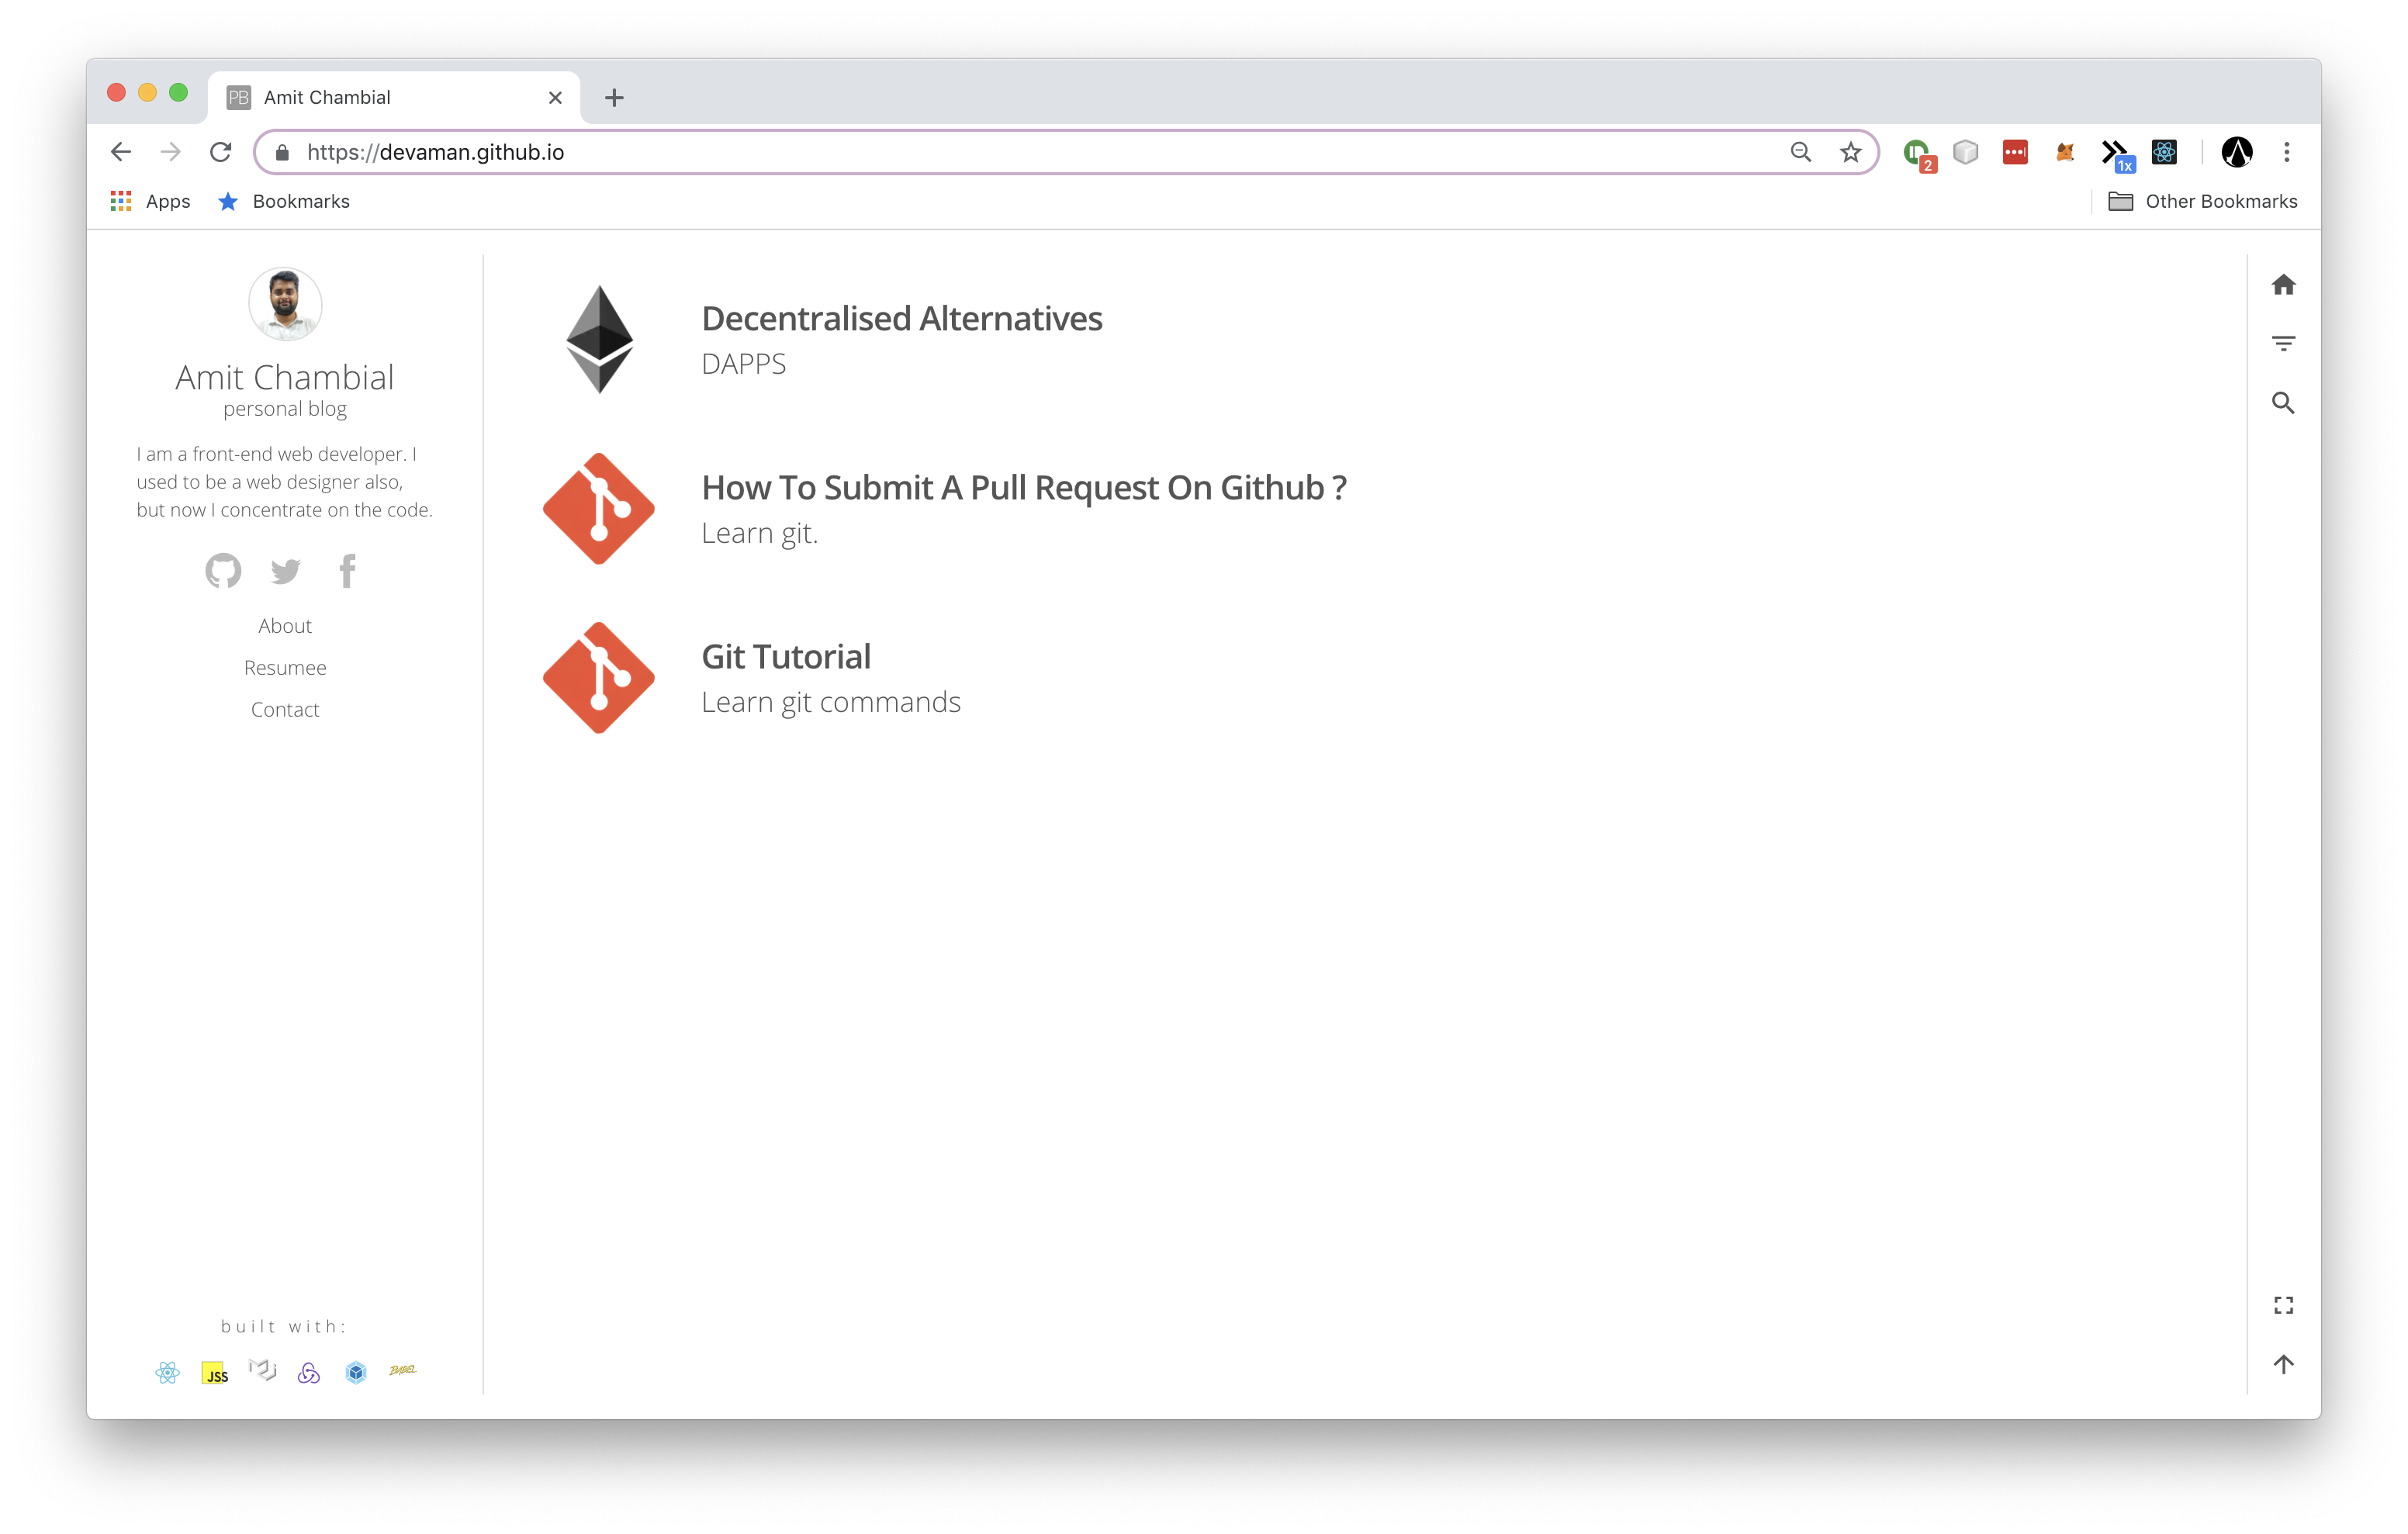 PB Amit Chambial
https://devaman.github.io
2
1x
Apps
Bookmarks
Other Bookmarks
Amit Chambial
personal blog
I am a front-end web developer. I
used to be a web designer also,
but now I concentrate on the code.
About
Resumee
Contact
built with:
JSS
BABEL
Decentralised Alternatives
DAPPS
How To Submit A Pull Request On Github ?
Learn git.
Git Tutorial
Learn git commands